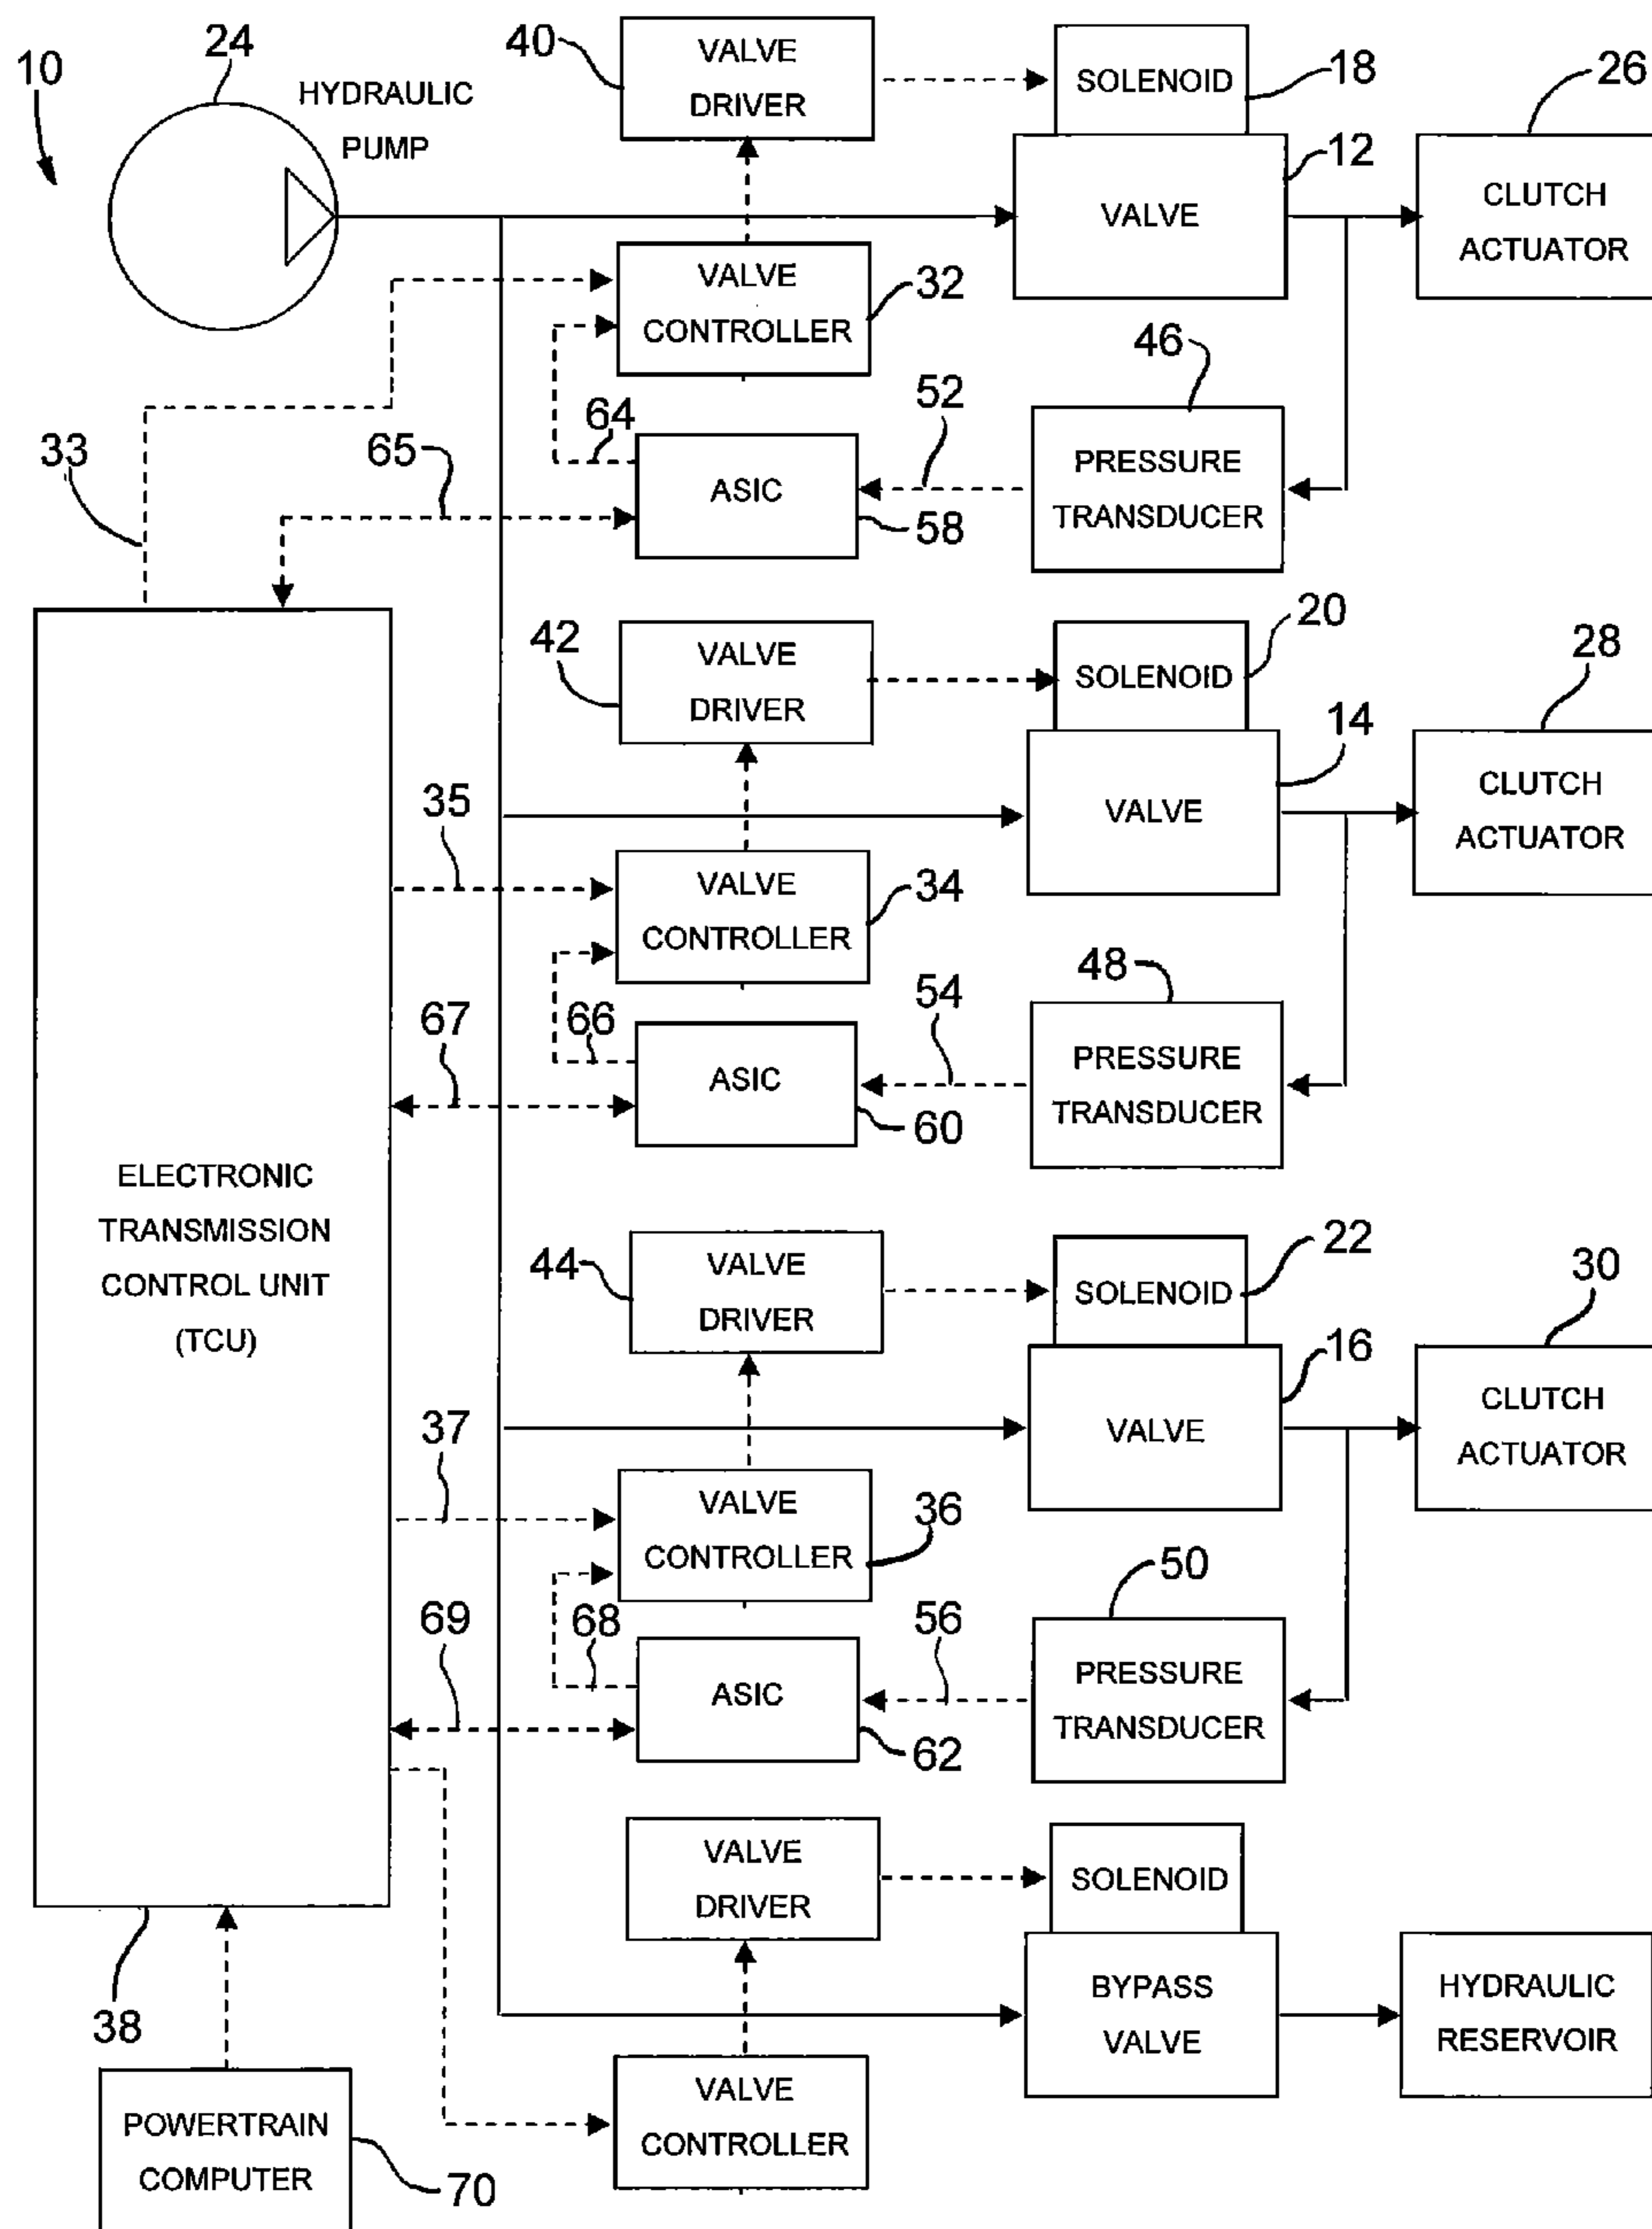 10
24
HYDRAULIC
PUMP
40
VALVE
DRIVER
SOLENOID
18
26
VALVE
12
CLUTCH
ACTUATOR
VALVE
CONTROLLER
32
46
33
65
64
52
ASIC
58
PRESSURE
TRANSDUCER
42
VALVE
DRIVER
SOLENOID
20
28
14
VALVE
CLUTCH
ACTUATOR
35
VALVE
CONTROLLER
34
48
67
66
54
ASIC
60
PRESSURE
TRANSDUCER
ELECTRONIC
TRANSMISSION
CONTROL UNIT
(TCU)
44
VALVE
DRIVER
SOLENOID
22
30
16
VALVE
CLUTCH
ACTUATOR
37
VALVE
CONTROLLER
36
50
69
68
56
ASIC
62
PRESSURE
TRANSDUCER
VALVE
DRIVER
SOLENOID
38
BYPASS
VALVE
HYDRAULIC
RESERVOIR
VALVE
CONTROLLER
POWERTRAIN
COMPUTER
70